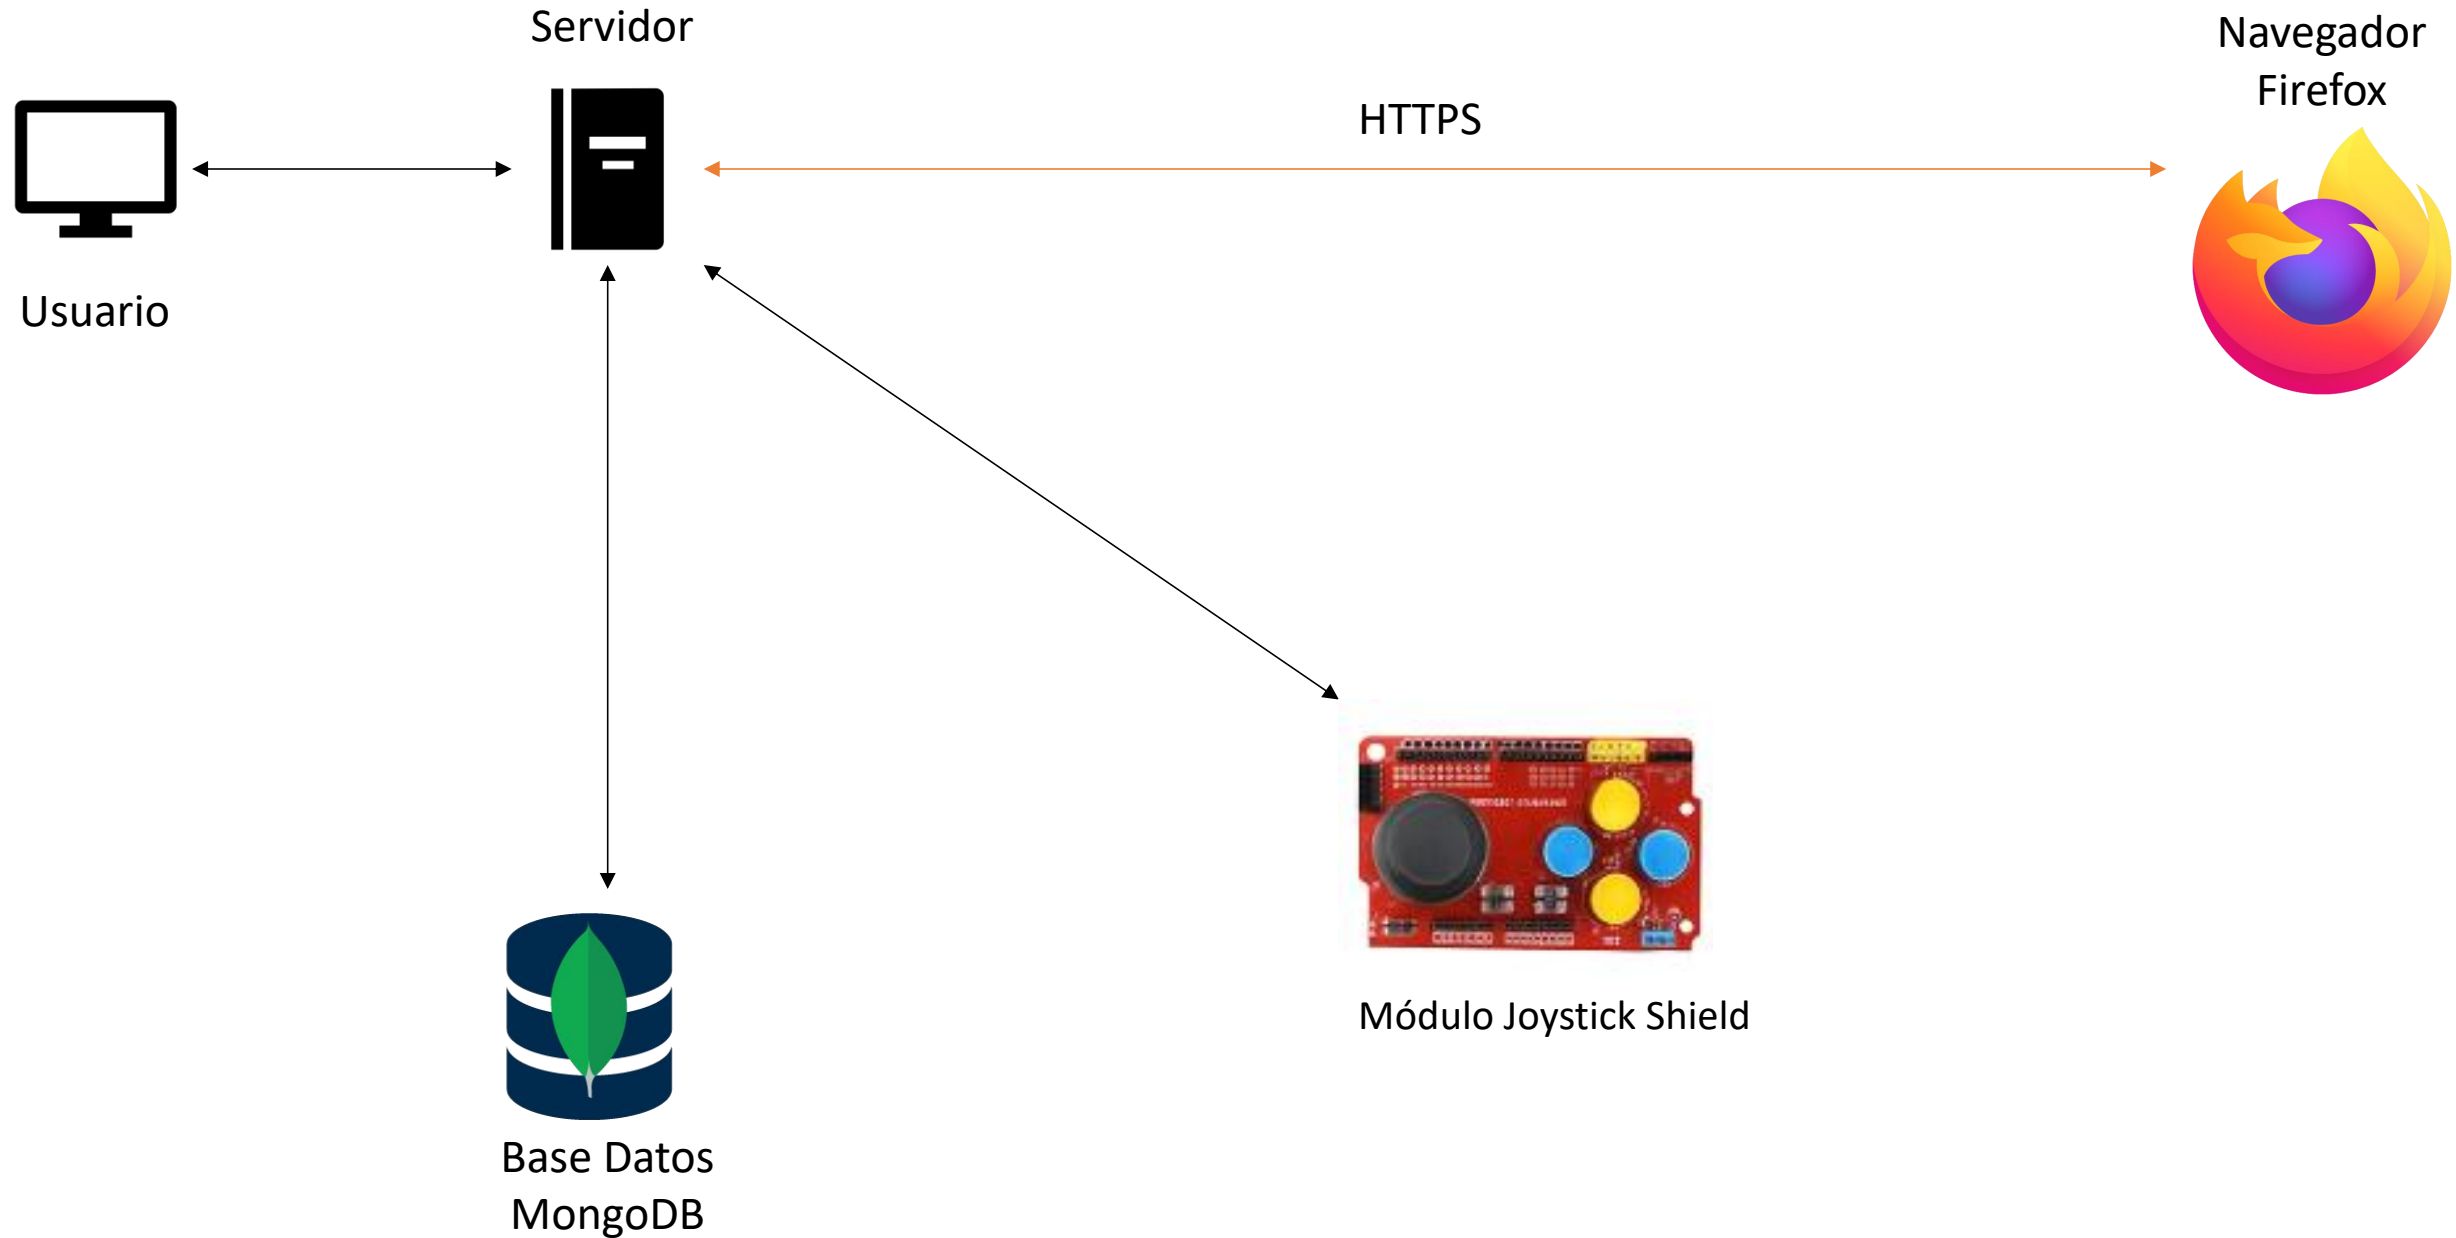 Servidor
Navegador
Firefox
HTTPS
Usuario
Módulo Joystick Shield
Base Datos
MongoDB